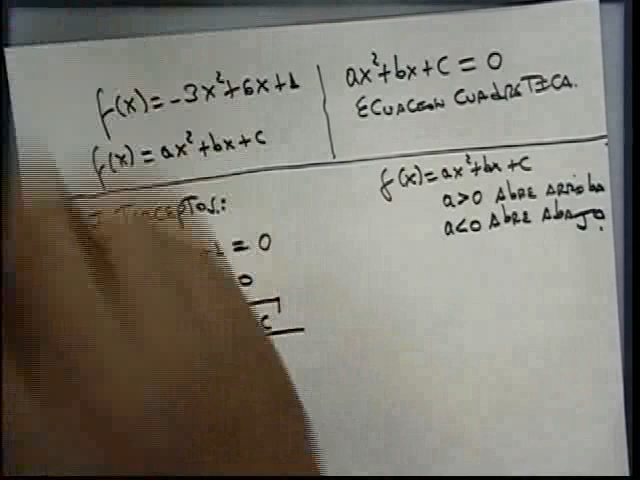 f(x)=-3x²+6x+1
f(x)=ax²+bx+c
ax²+bx+c=0
ECUACION CUADRATICA.
f(x)=ax²+bx+c
a>0 ABRE ARRIBA
a<0 ABRE ABAJO.
= 0
0
c